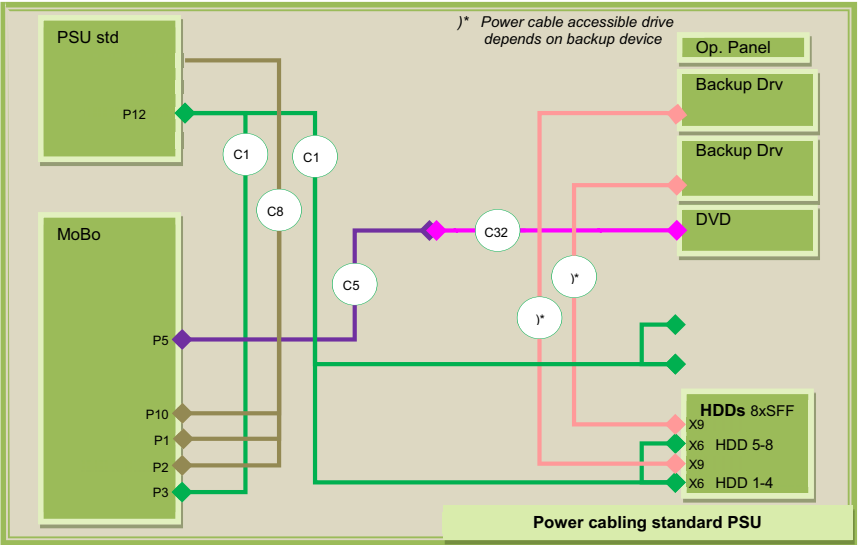 PSU std
)* Power cable accessible drive
depends on backup device
Op. Panel
Backup Drv
P12
C1
C1
Backup Drv
C8
MoBo
DVD
C32
C5
)*
)*
P5
P10
P1
P2
P3
HDDs 8xSFF
X9
X6 HDD 5-8
X9
X6 HDD 1-4
Power cabling standard PSU